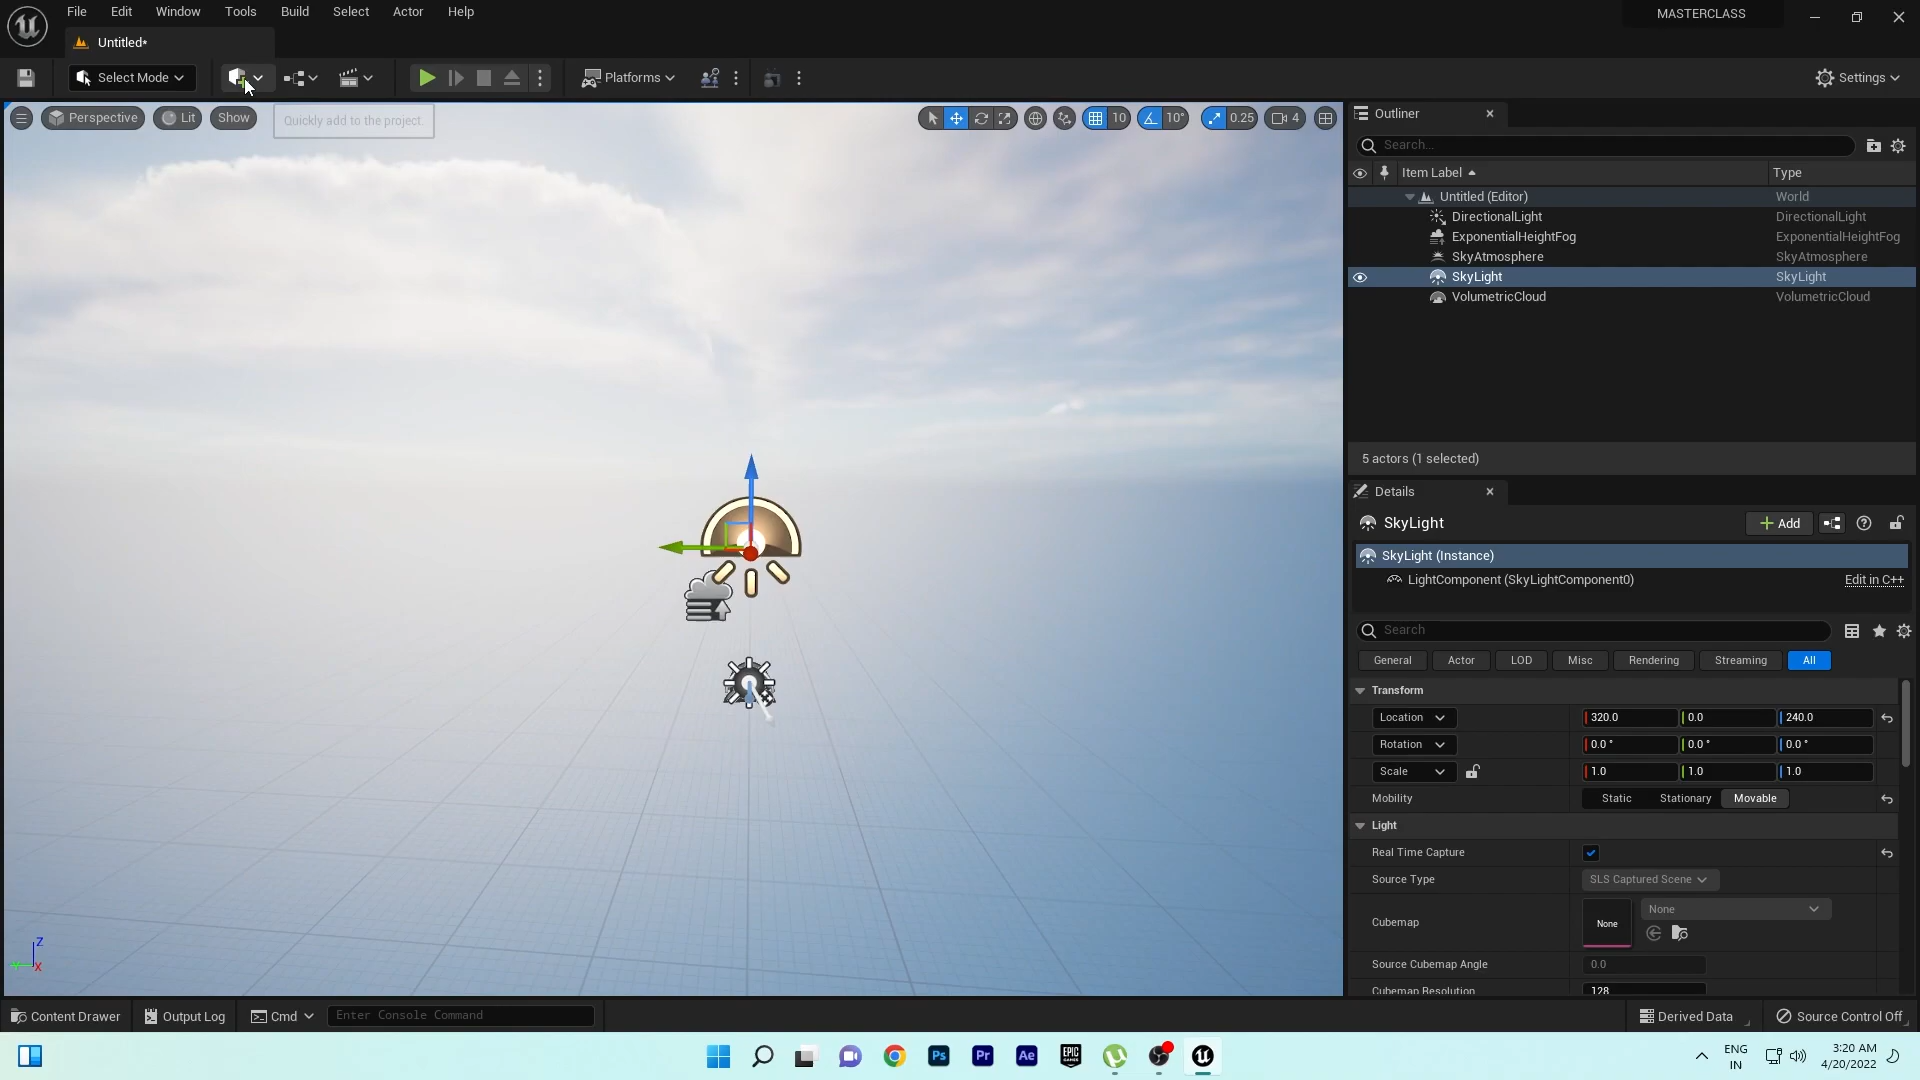 File Edit Window Tools Build Select Actor Help
MASTERCLASS
Untitled*
Select Mode
Platforms
Settings
Perspective Lit Show
Quickly add to the project.
10 10° 0.25 4
Outliner
Search...
Item Label Type
Untitled (Editor) World
DirectionalLight DirectionalLight
ExponentialHeightFog ExponentialHeightFog
SkyAtmosphere SkyAtmosphere
SkyLight SkyLight
VolumetricCloud VolumetricCloud
5 actors (1 selected)
Details
SkyLight
Add
SkyLight (Instance)
LightComponent (SkyLightComponent0) Edit in C++
Search
General Actor LOD Misc Rendering Streaming All
Transform
Location 320.0 0.0 240.0
Rotation 0.0 ° 0.0 ° 0.0 °
Scale 1.0 1.0 1.0
Mobility Static Stationary Movable
Light
Real Time Capture
Source Type SLS Captured Scene
Cubemap None None
Source Cubemap Angle 0.0
Cubemap Resolution 128
Z
X
Content Drawer Output Log Cmd Enter Console Command
Derived Data Source Control Off
Ps Pr Ae EPIC GAMES
ENG
IN
3:20 AM
4/20/2022